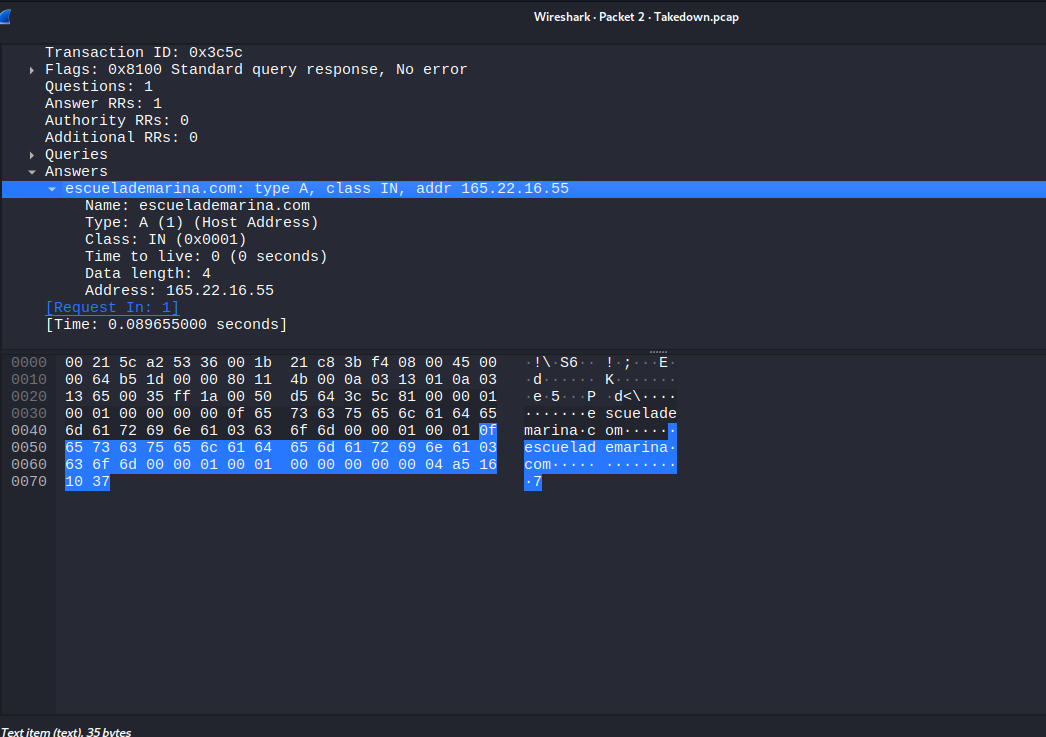 Wireshark · Packet 2 · Takedown.pcap
Transaction ID: 0x3c5c
Flags: 0x8100 Standard query response, No error
Questions: 1
Answer RRs: 1
Authority RRs: 0
Additional RRs: 0
Queries
Answers
escuelademarina.com: type A, class IN, addr 165.22.16.55
Name: escuelademarina.com
Type: A (1) (Host Address)
Class: IN (0x0001)
Time to live: 0 (0 seconds)
Data length: 4
Address: 165.22.16.55
[Request In: 1]
[Time: 0.089655000 seconds]
0000 00 21 5c a2 53 36 00 1b 21 c8 3b f4 08 00 45 00 ·!\·S6·· !·;···E·
0010 00 64 b5 1d 00 00 80 11 4b 00 0a 03 13 01 0a 03 ·d······ K·······
0020 13 65 00 35 ff 1a 00 50 d5 64 3c 5c 81 00 00 01 ·e·5···P ·d<\····
0030 00 01 00 00 00 00 0f 65 73 63 75 65 6c 61 64 65 ·······e scuelade
0040 6d 61 72 69 6e 61 03 63 6f 6d 00 00 01 00 01 0f marina·c om······
0050 65 73 63 75 65 6c 61 64 65 6d 61 72 69 6e 61 03 escuelad emarina·
0060 63 6f 6d 00 00 01 00 01 00 00 00 00 00 04 a5 16 com····· ········
0070 10 37 ·7
Text item (text), 35 bytes